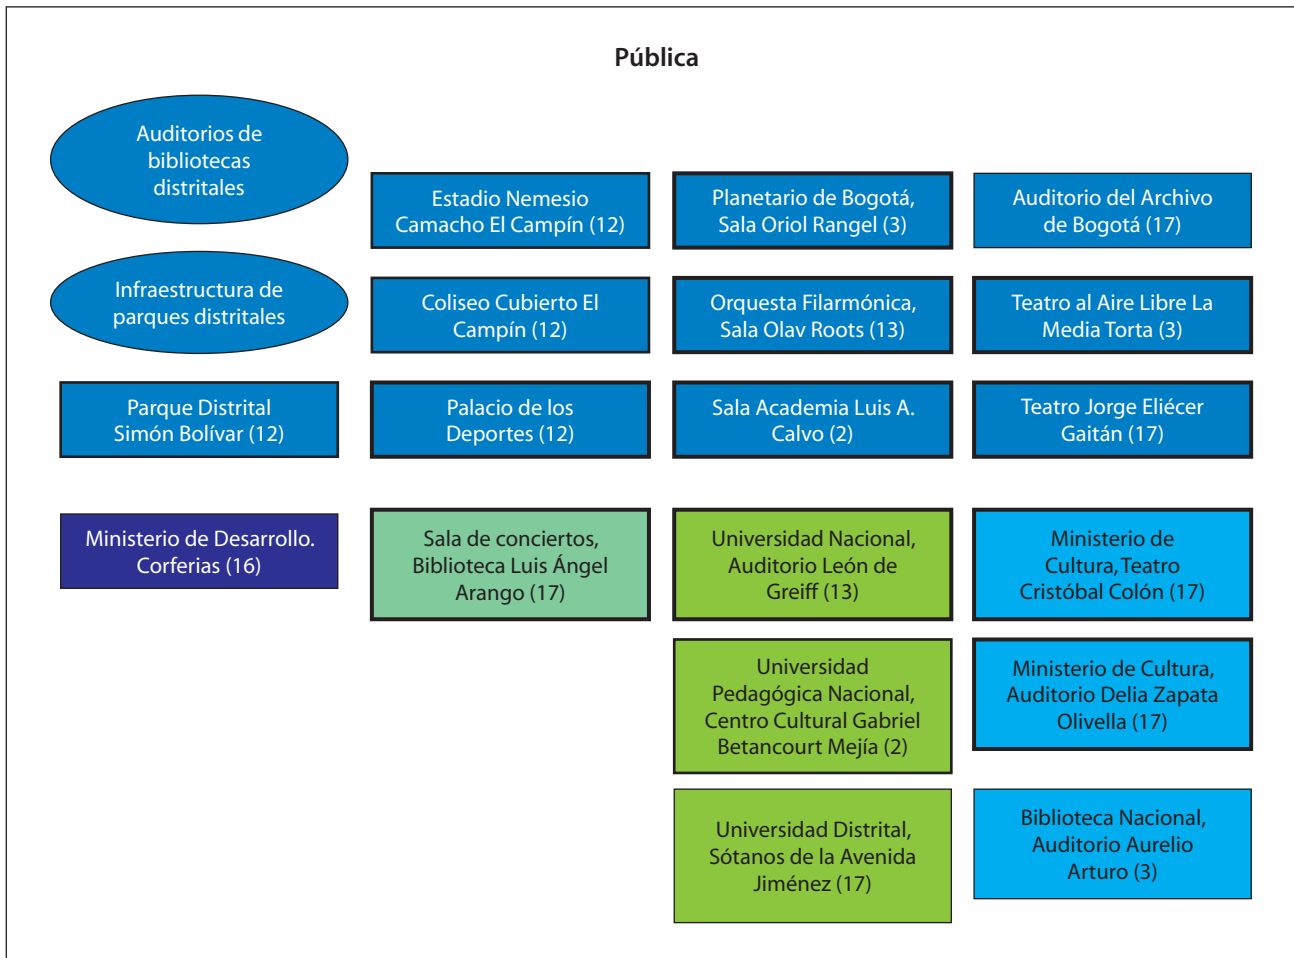 Pública
Auditorios de
bibliotecas
distritales
Estadio Nemesio
Camacho El Campín (12)
Planetario de Bogotá,
Sala Oriol Rangel (3)
Auditorio del Archivo
de Bogotá (17)
Infraestructura de
parques distritales
Coliseo Cubierto El
Campín (12)
Orquesta Filarmónica,
Sala Olav Roots (13)
Teatro al Aire Libre La
Media Torta (3)
Parque Distrital
Simón Bolívar (12)
Palacio de los
Deportes (12)
Sala Academia Luis A.
Calvo (2)
Teatro Jorge Eliécer
Gaitán (17)
Ministerio de Desarrollo.
Corferias (16)
Sala de conciertos,
Biblioteca Luis Ángel
Arango (17)
Universidad Nacional,
Auditorio León de
Greiff (13)
Ministerio de
Cultura, Teatro
Cristóbal Colón (17)
Universidad
Pedagógica Nacional,
Centro Cultural Gabriel
Betancourt Mejía (2)
Ministerio de Cultura,
Auditorio Delia Zapata
Olivella (17)
Universidad Distrital,
Sótanos de la Avenida
Jiménez (17)
Biblioteca Nacional,
Auditorio Aurelio
Arturo (3)